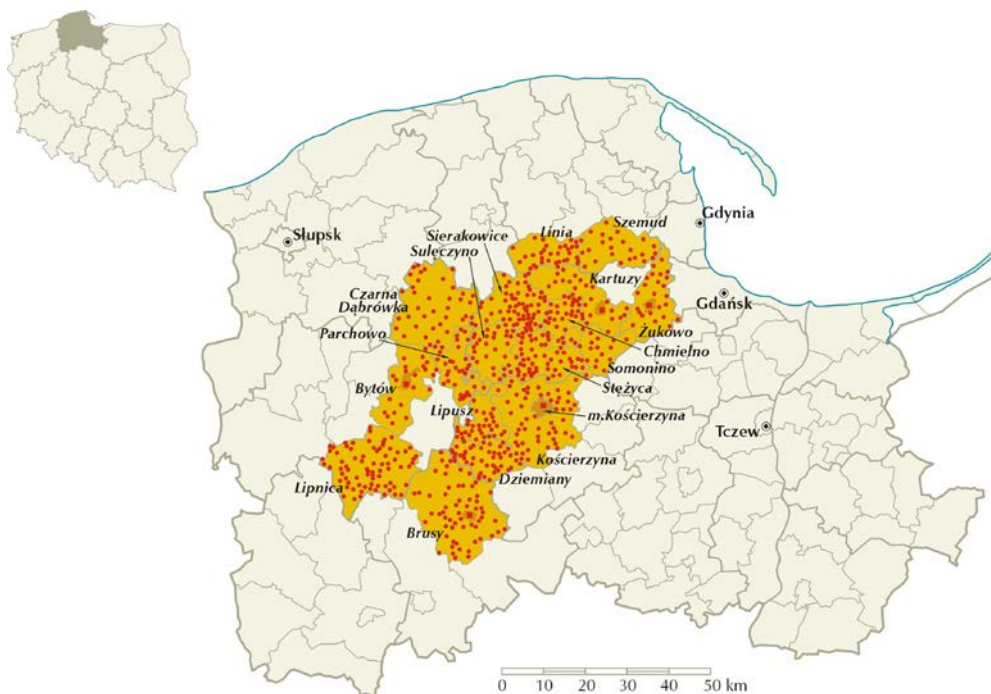 Gdynia
Szemud
Linia
Słupsk
Sierakowice
Sulęczyno
Kartuzy
Gdańsk
Czarna
Dąbrówka
Parchowo
Żukowo
Chmielno
Somonino
Stężyca
Bytów
Lipusz
m.Kościerzyna
Tczew
Kościerzyna
Dziemiany
Lipnica
Brusy
0 10 20 30 40 50 km